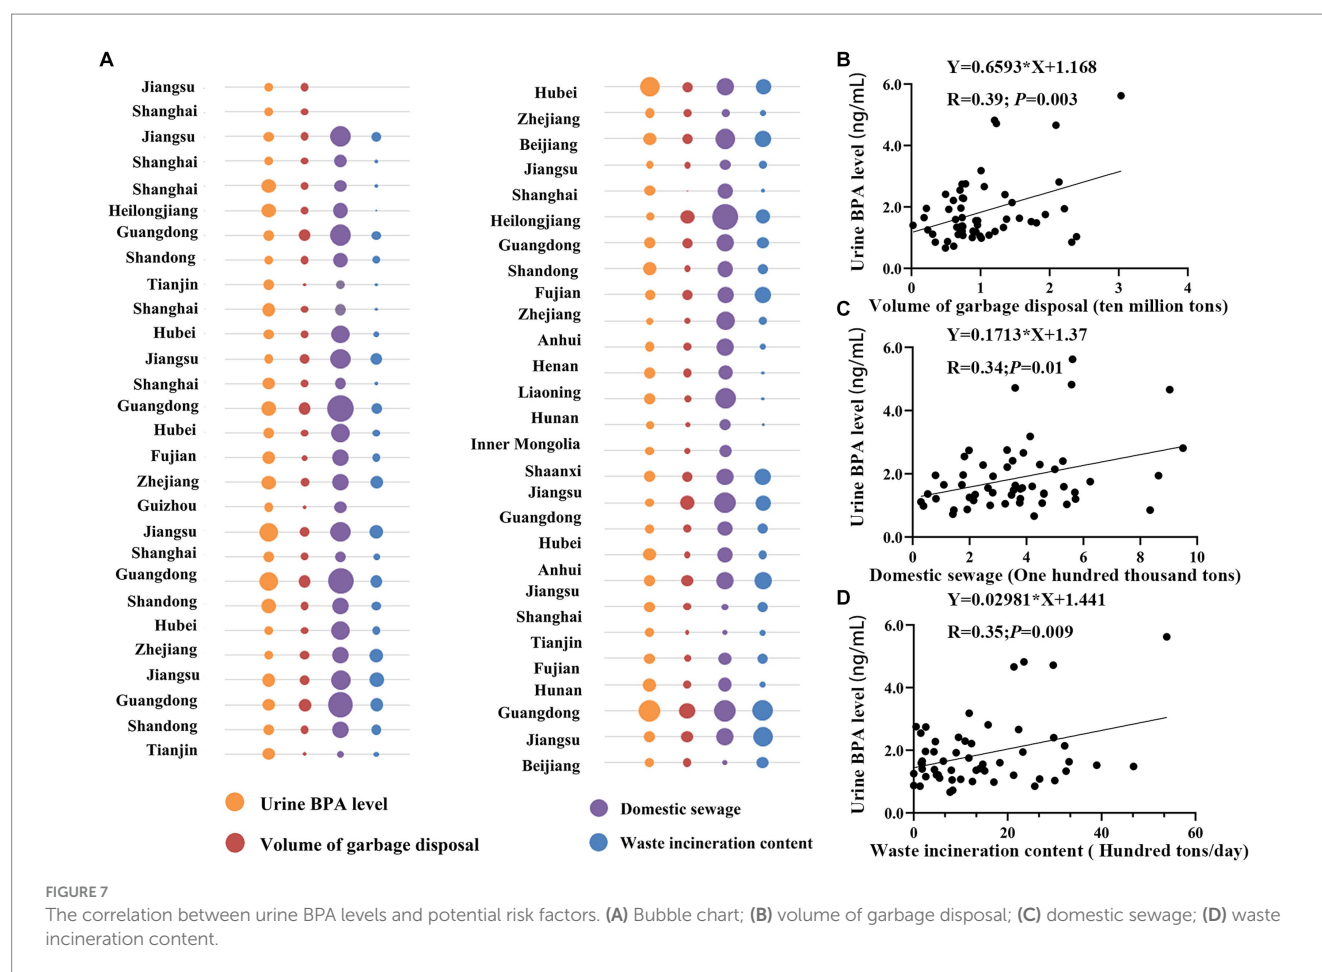 A
Jiangsu
Shanghai
Jiangsu
Shanghai
Shanghai
Heilongjiang
Guangdong
Shandong
Tianjin
Shanghai
Hubei
Jiangsu
Shanghai
Guangdong
Hubei
Fujian
Zhejiang
Guizhou
Jiangsu
Shanghai
Guangdong
Shandong
Hubei
Zhejiang
Jiangsu
Guangdong
Shandong
Tianjin
Hubei
Zhejiang
Beijiang
Jiangsu
Shanghai
Heilongjiang
Guangdong
Shandong
Fujian
Zhejiang
Anhui
Henan
Liaoning
Hunan
Inner Mongolia
Shaanxi
Jiangsu
Guangdong
Hubei
Anhui
Jiangsu
Shanghai
Tianjin
Fujian
Hunan
Guangdong
Jiangsu
Beijiang
Urine BPA level
Volume of garbage disposal
Domestic sewage
Waste incineration content
B
Y=0.6593*X+1.168
R=0.39; P=0.003
Urine BPA level (ng/mL)
6.0
4.0
2.0
0.0
0 1 2 3 4
Volume of garbage disposal (ten million tons)
C
Y=0.1713*X+1.37
R=0.34;P=0.01
Urine BPA level (ng/mL)
6.0
4.0
2.0
0.0
0 2 4 6 8 10
Domestic sewage (One hundred thousand tons)
D
Y=0.02981*X+1.441
R=0.35;P=0.009
Urine BPA level (ng/mL)
6.0
4.0
2.0
0.0
0 20 40 60
Waste incineration content ( Hundred tons/day)
FIGURE 7
The correlation between urine BPA levels and potential risk factors. (A) Bubble chart; (B) volume of garbage disposal; (C) domestic sewage; (D) waste
incineration content.